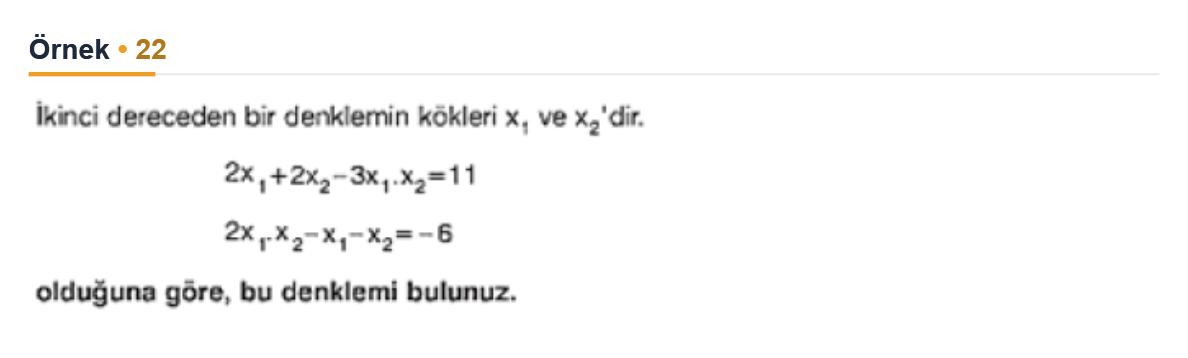 Örnek • 22
İkinci dereceden bir denklemin kökleri x₁ ve x₂'dir.
2x₁+2x₂−3x₁.x₂=11
2x₁.x₂−x₁−x₂=−6
olduğuna göre, bu denklemi bulunuz.